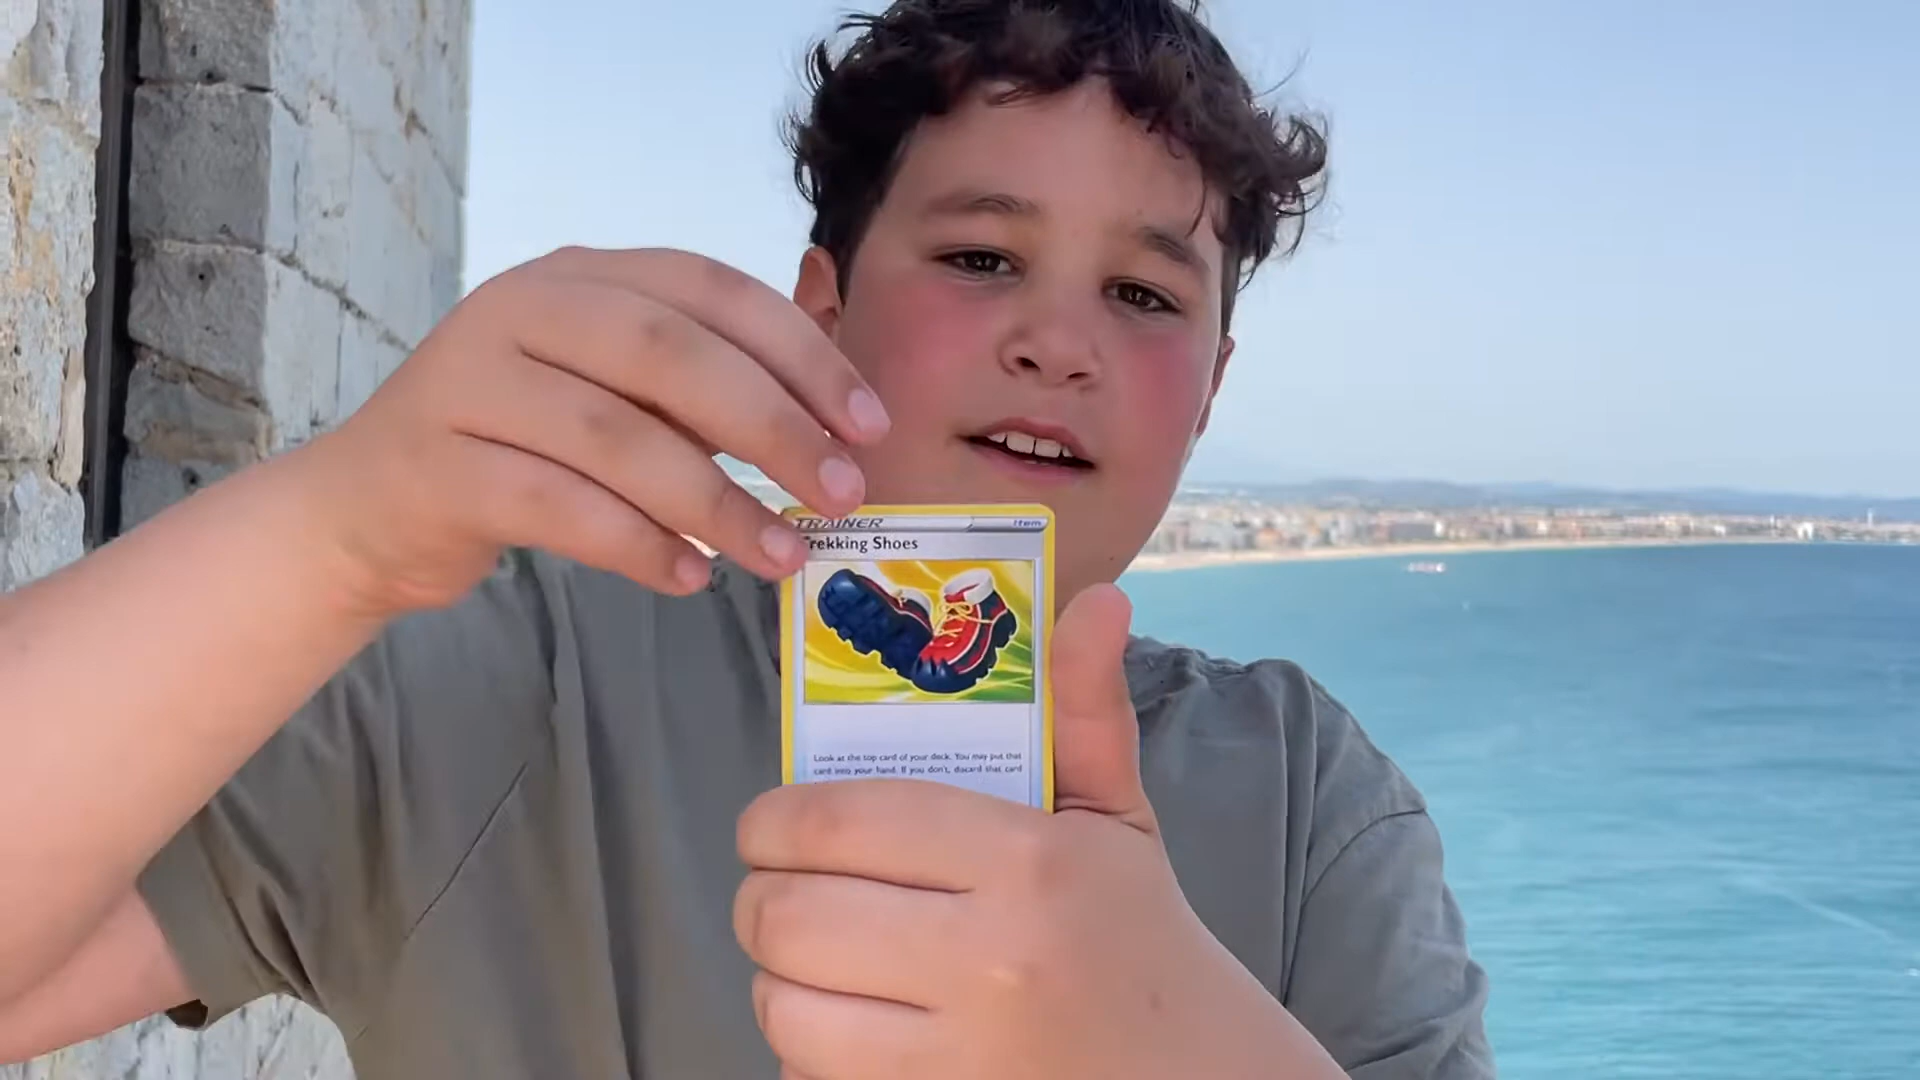 TRAINER Item
Trekking Shoes
Look at the top card of your deck. You may put that
card into your hand. If you don't, discard that card